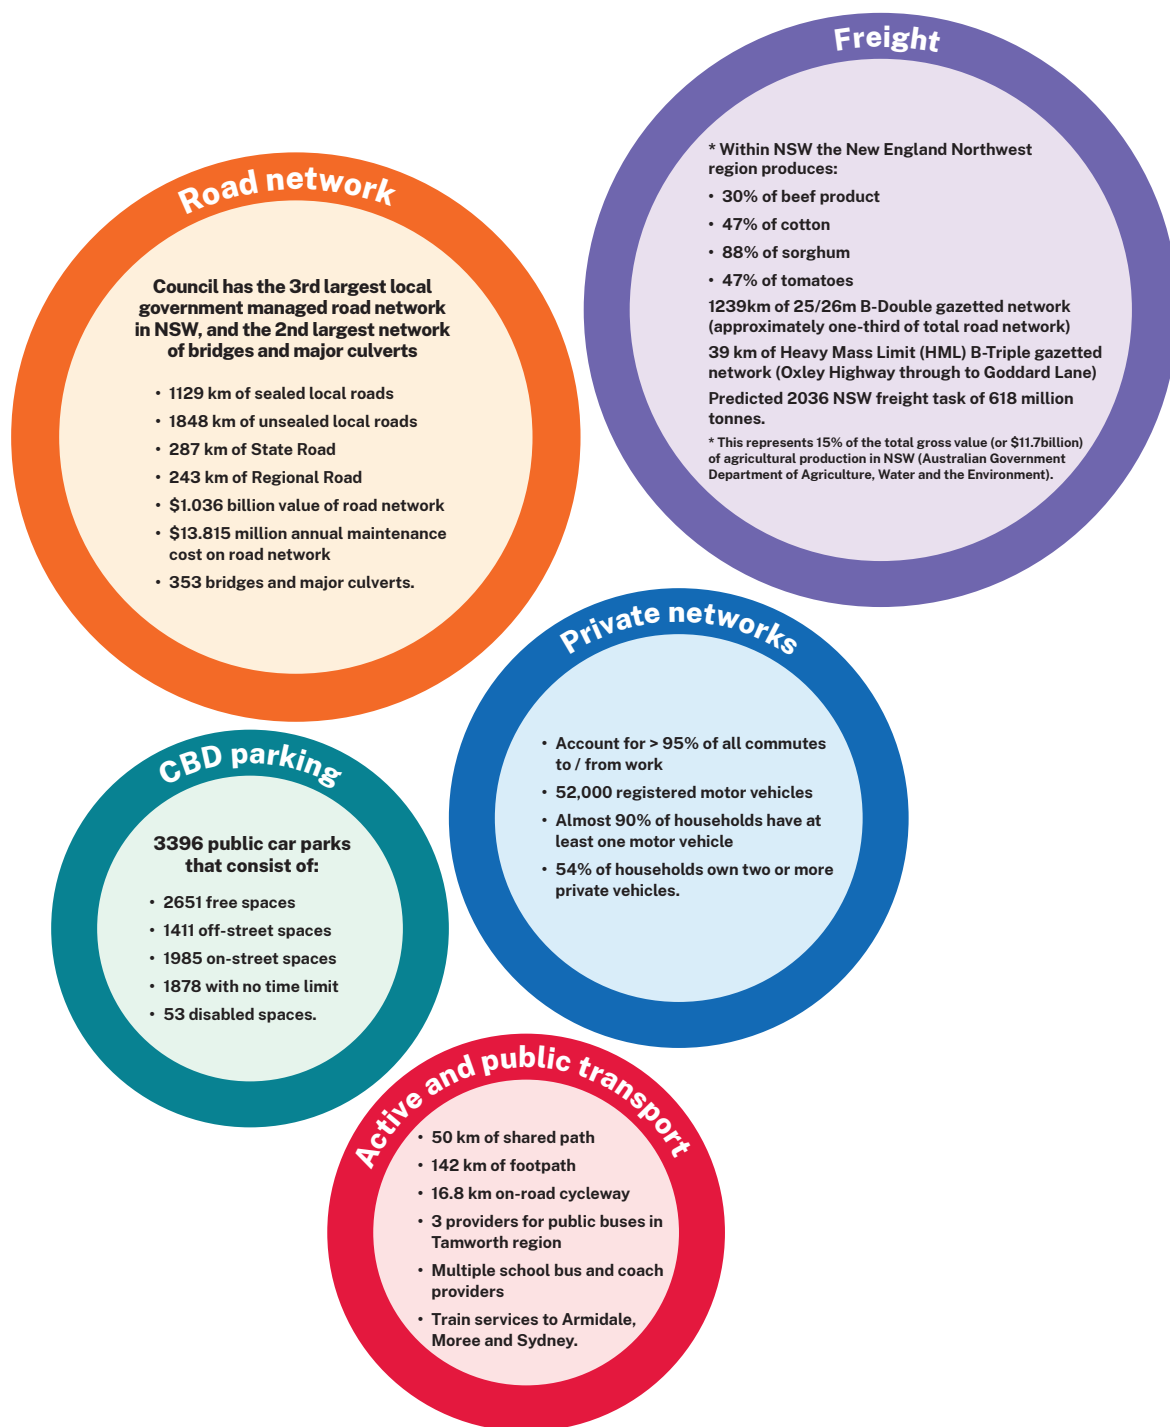 Freight
* Within NSW the New England Northwest
region produces:
• 30% of beef product
• 47% of cotton
• 88% of sorghum
• 47% of tomatoes
1239km of 25/26m B-Double gazetted network
(approximately one-third of total road network)
39 km of Heavy Mass Limit (HML) B-Triple gazetted
network (Oxley Highway through to Goddard Lane)
Predicted 2036 NSW freight task of 618 million
tonnes.
* This represents 15% of the total gross value (or $11.7billion)
of agricultural production in NSW (Australian Government
Department of Agriculture, Water and the Environment).
Road network
Council has the 3rd largest local
government managed road network
in NSW, and the 2nd largest network
of bridges and major culverts
• 1129 km of sealed local roads
• 1848 km of unsealed local roads
• 287 km of State Road
• 243 km of Regional Road
• $1.036 billion value of road network
• $13.815 million annual maintenance
cost on road network
• 353 bridges and major culverts.
Private networks
• Account for > 95% of all commutes
to / from work
• 52,000 registered motor vehicles
• Almost 90% of households have at
least one motor vehicle
• 54% of households own two or more
private vehicles.
CBD parking
3396 public car parks
that consist of:
• 2651 free spaces
• 1411 off-street spaces
• 1985 on-street spaces
• 1878 with no time limit
• 53 disabled spaces.
Active and public transport
• 50 km of shared path
• 142 km of footpath
• 16.8 km on-road cycleway
• 3 providers for public buses in
Tamworth region
• Multiple school bus and coach
providers
• Train services to Armidale,
Moree and Sydney.